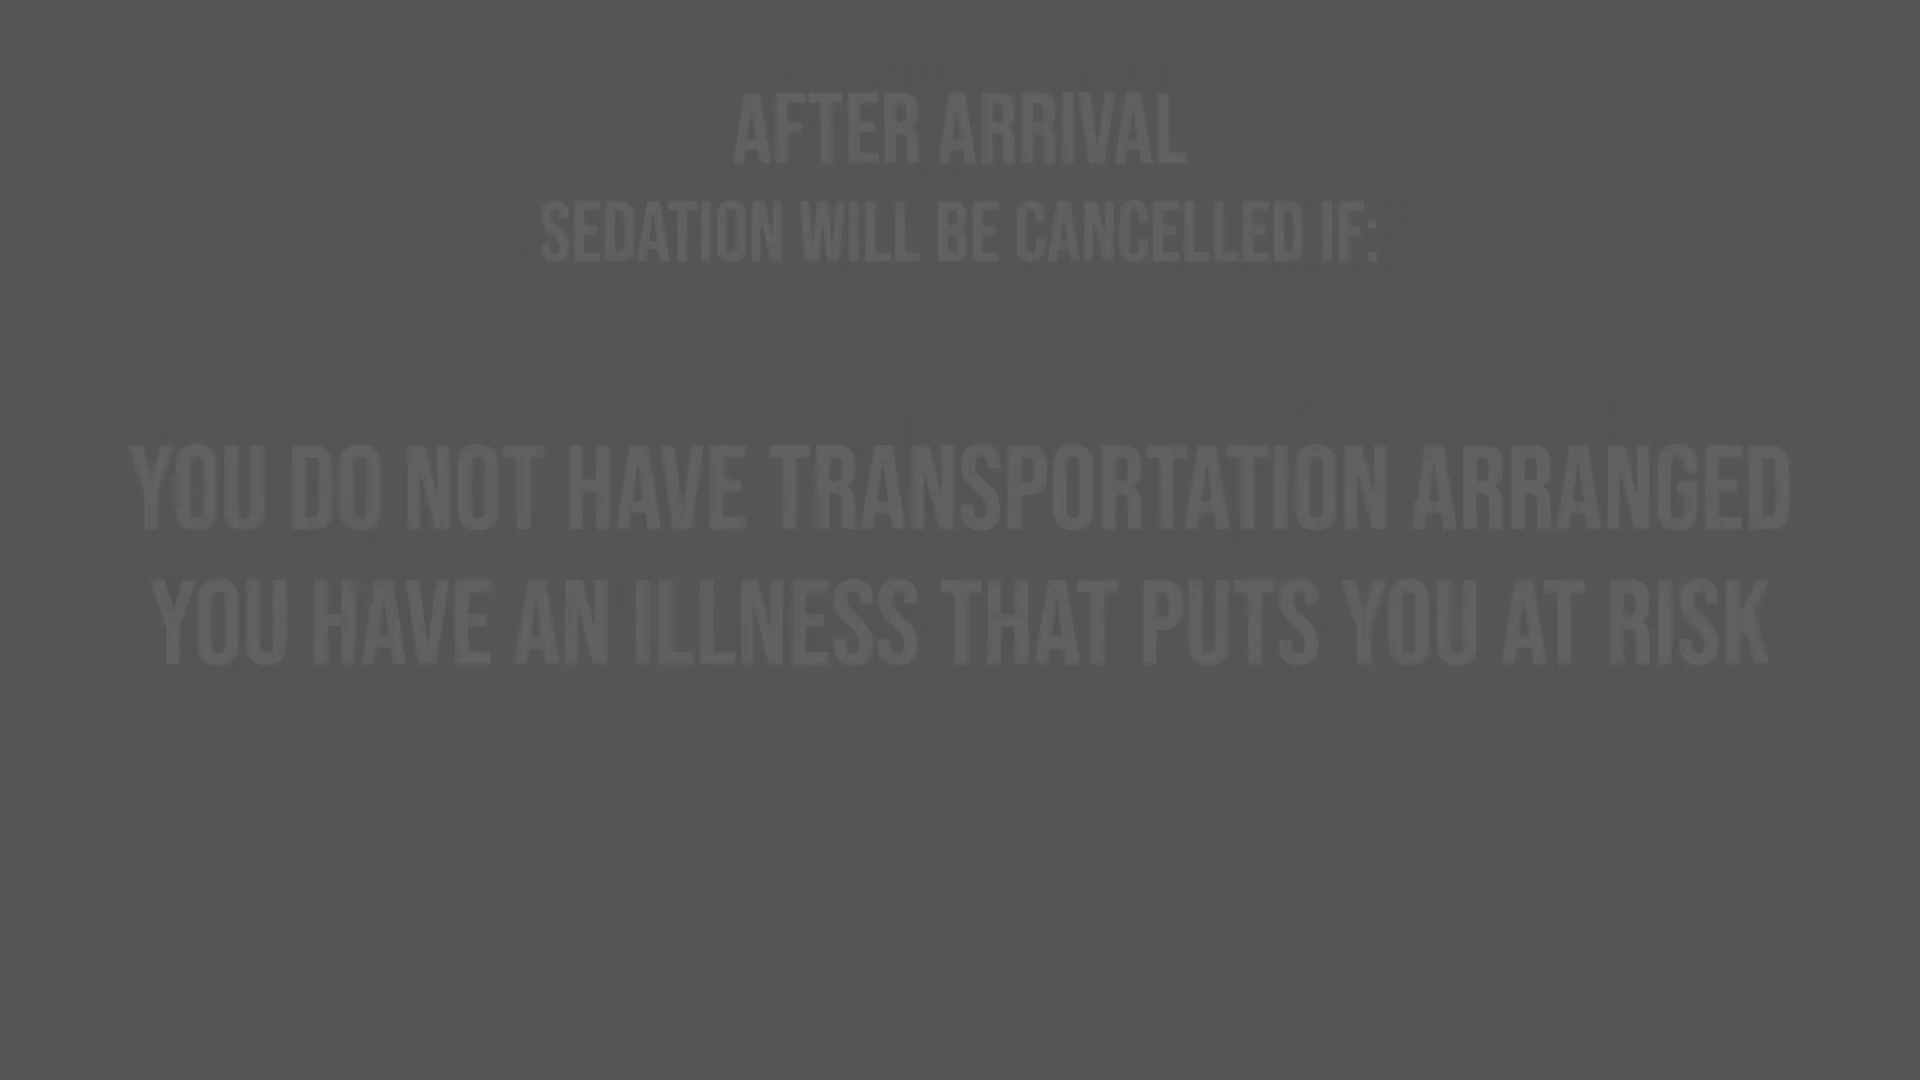 AFTER ARRIVAL
SEDATION WILL BE CANCELLED IF:
YOU DO NOT HAVE TRANSPORTATION ARRANGED
YOU HAVE AN ILLNESS THAT PUTS YOU AT RISK